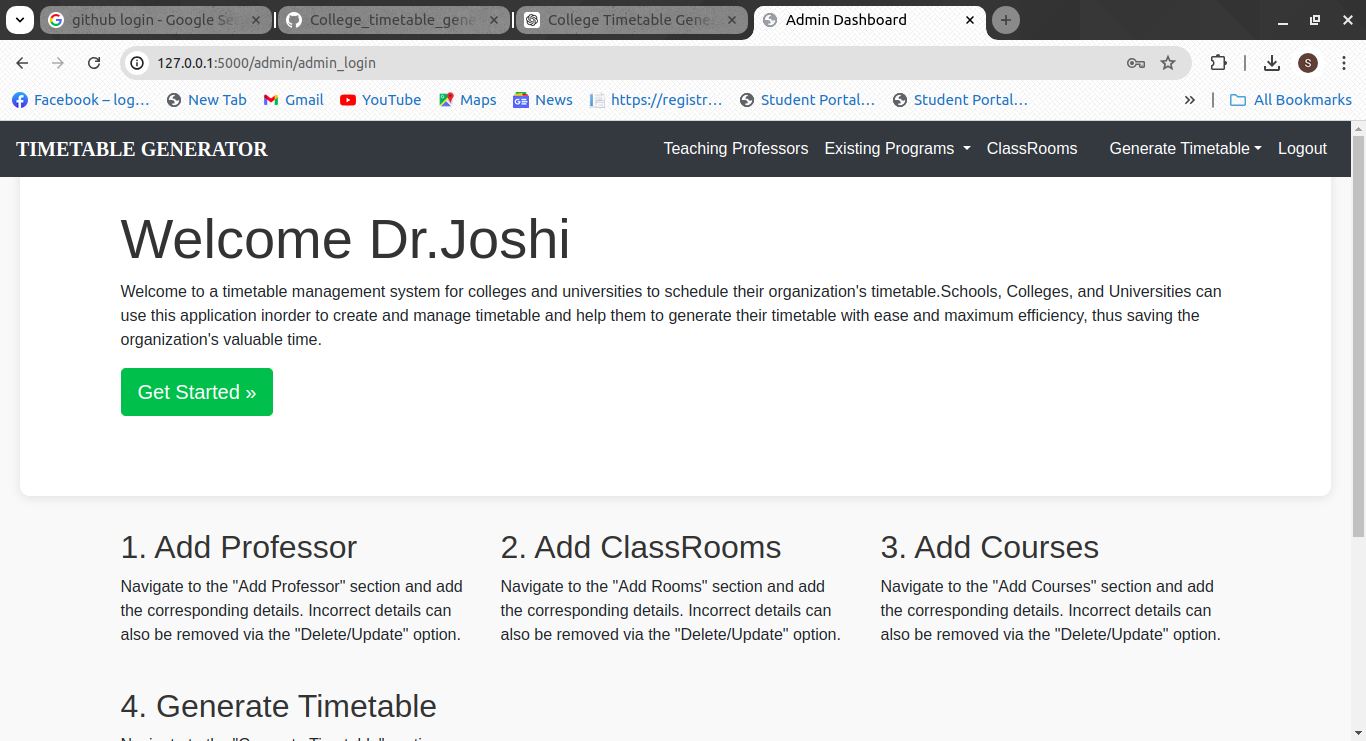 github login - Google Se
College_timetable_gene
College Timetable Gene
Admin Dashboard
127.0.0.1:5000/admin/admin_login
S
Facebook – log…
New Tab
Gmail
YouTube
Maps
News
https://registr…
Student Portal…
Student Portal…
»
All Bookmarks
TIMETABLE GENERATOR
Teaching Professors
Existing Programs
ClassRooms
Generate Timetable
Logout
Welcome Dr.Joshi
Welcome to a timetable management system for colleges and universities to schedule their organization's timetable.Schools, Colleges, and Universities can
use this application inorder to create and manage timetable and help them to generate their timetable with ease and maximum efficiency, thus saving the
organization's valuable time.
Get Started »
1. Add Professor
Navigate to the "Add Professor" section and add
the corresponding details. Incorrect details can
also be removed via the "Delete/Update" option.
2. Add ClassRooms
Navigate to the "Add Rooms" section and add
the corresponding details. Incorrect details can
also be removed via the "Delete/Update" option.
3. Add Courses
Navigate to the "Add Courses" section and add
the corresponding details. Incorrect details can
also be removed via the "Delete/Update" option.
4. Generate Timetable